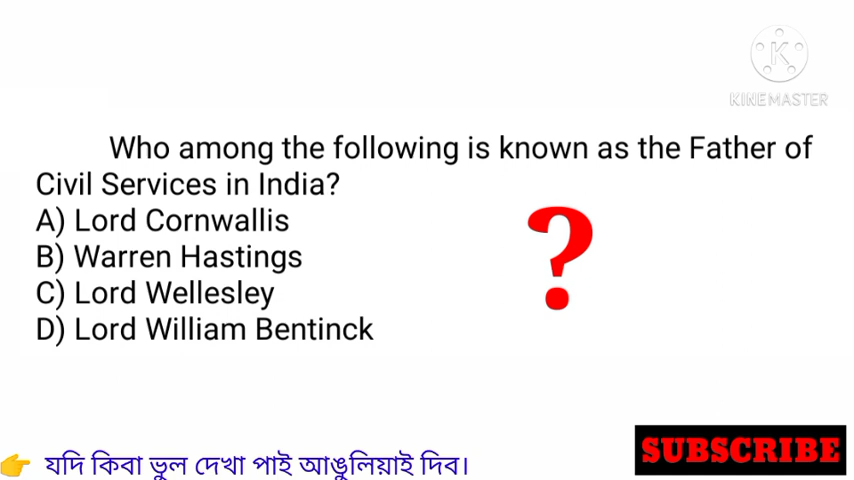 KINEMASTER
Who among the following is known as the Father of
Civil Services in India?
A) Lord Cornwallis
B) Warren Hastings
C) Lord Wellesley
D) Lord William Bentinck
?
👉 যদি কিবা ভুল দেখা পাই আঙুলিয়াই দিব।
SUBSCRIBE